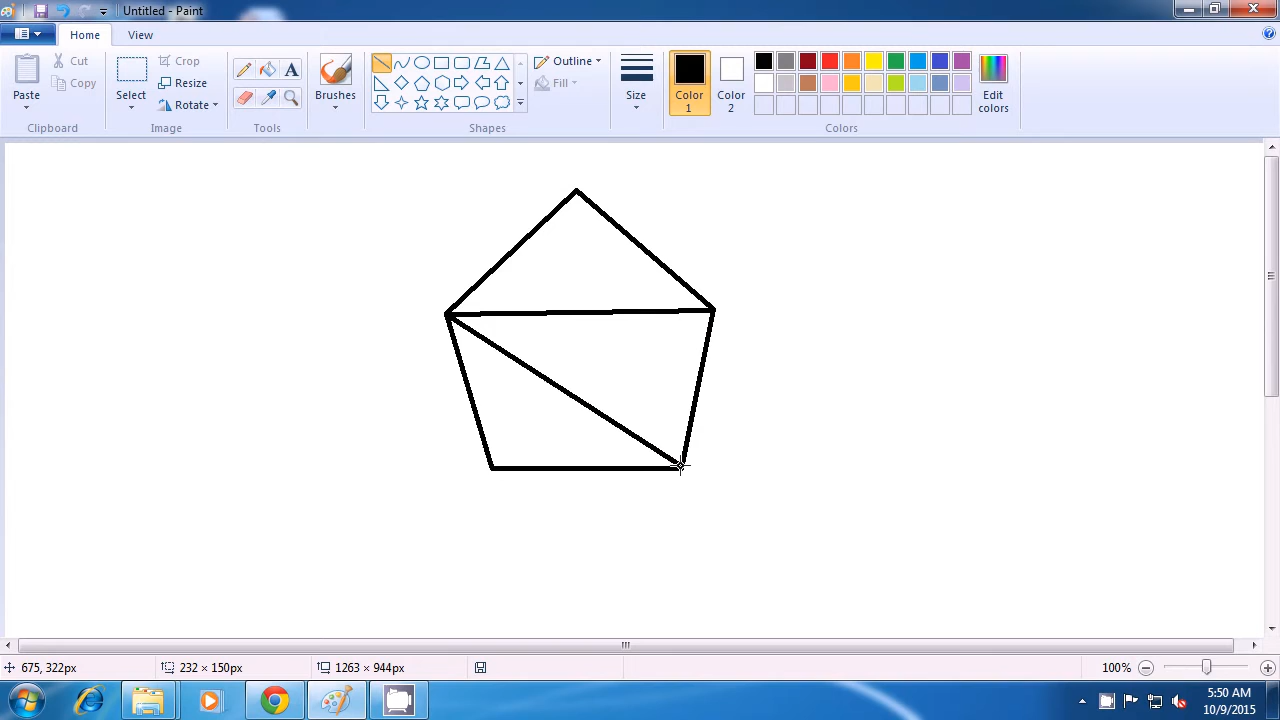 Untitled - Paint
Home View
Paste
Cut
Copy
Clipboard
Select
Crop
Resize
Rotate
Image
A
Tools
Brushes
Shapes
Outline
Fill
Size
Color 1
Color 2
Edit colors
Colors
675, 322px
232 × 150px
1263 × 944px
100%
5:50 AM
10/9/2015